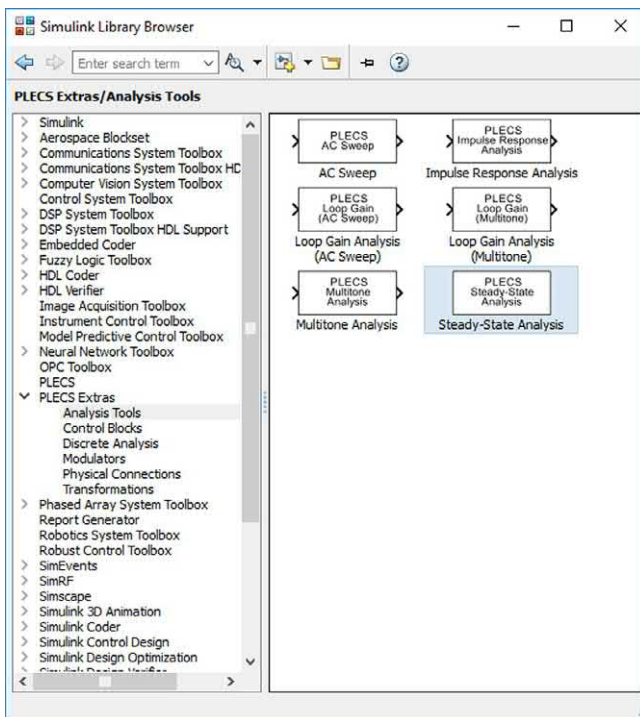 Simulink Library Browser
Enter search term
PLECS Extras/Analysis Tools
Simulink
Aerospace Blockset
Communications System Toolbox
Communications System Toolbox HC
Computer Vision System Toolbox
Control System Toolbox
DSP System Toolbox
DSP System Toolbox HDL Support
Embedded Coder
Fuzzy Logic Toolbox
HDL Coder
HDL Verifier
Image Acquisition Toolbox
Instrument Control Toolbox
Model Predictive Control Toolbox
Neural Network Toolbox
OPC Toolbox
PLECS
PLECS Extras
Analysis Tools
Control Blocks
Discrete Analysis
Modulators
Physical Connections
Transformations
Phased Array System Toolbox
Report Generator
Robotics System Toolbox
Robust Control Toolbox
SimEvents
SimRF
Simscape
Simulink 3D Animation
Simulink Coder
Simulink Control Design
Simulink Design Optimization
Simulink Design Verifier
PLECS
AC Sweep
AC Sweep
PLECS
Impulse Response
Analysis
Impulse Response Analysis
PLECS
Loop Gain
(AC Sweep)
Loop Gain Analysis
(AC Sweep)
PLECS
Loop Gain
(Multitone)
Loop Gain Analysis
(Multitone)
PLECS
Multitone
Analysis
Multitone Analysis
PLECS
Steady-State
Analysis
Steady-State Analysis